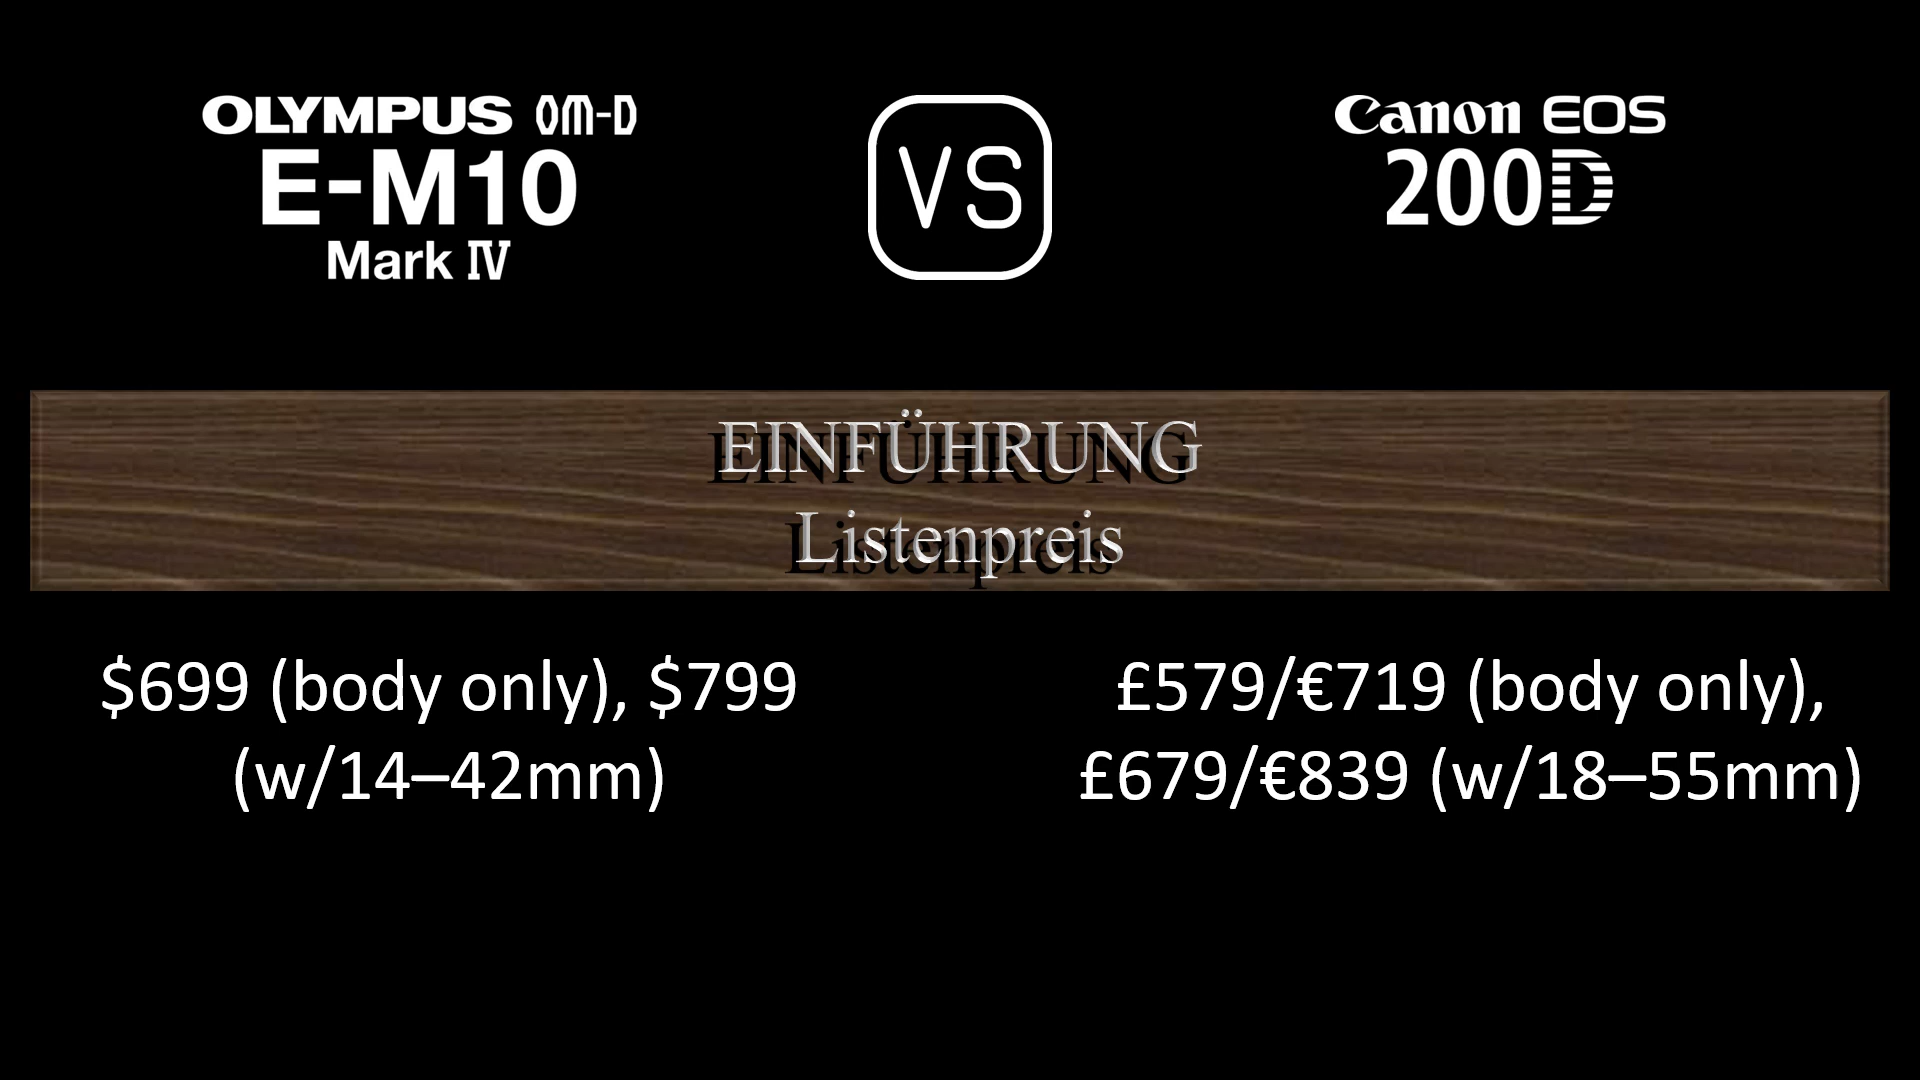 OLYMPUS OM-D
E-M10
Mark IV
VS
Canon EOS
200D
EINFÜHRUNG
Listenpreis
$699 (body only), $799
(w/14–42mm)
£579/€719 (body only),
£679/€839 (w/18–55mm)